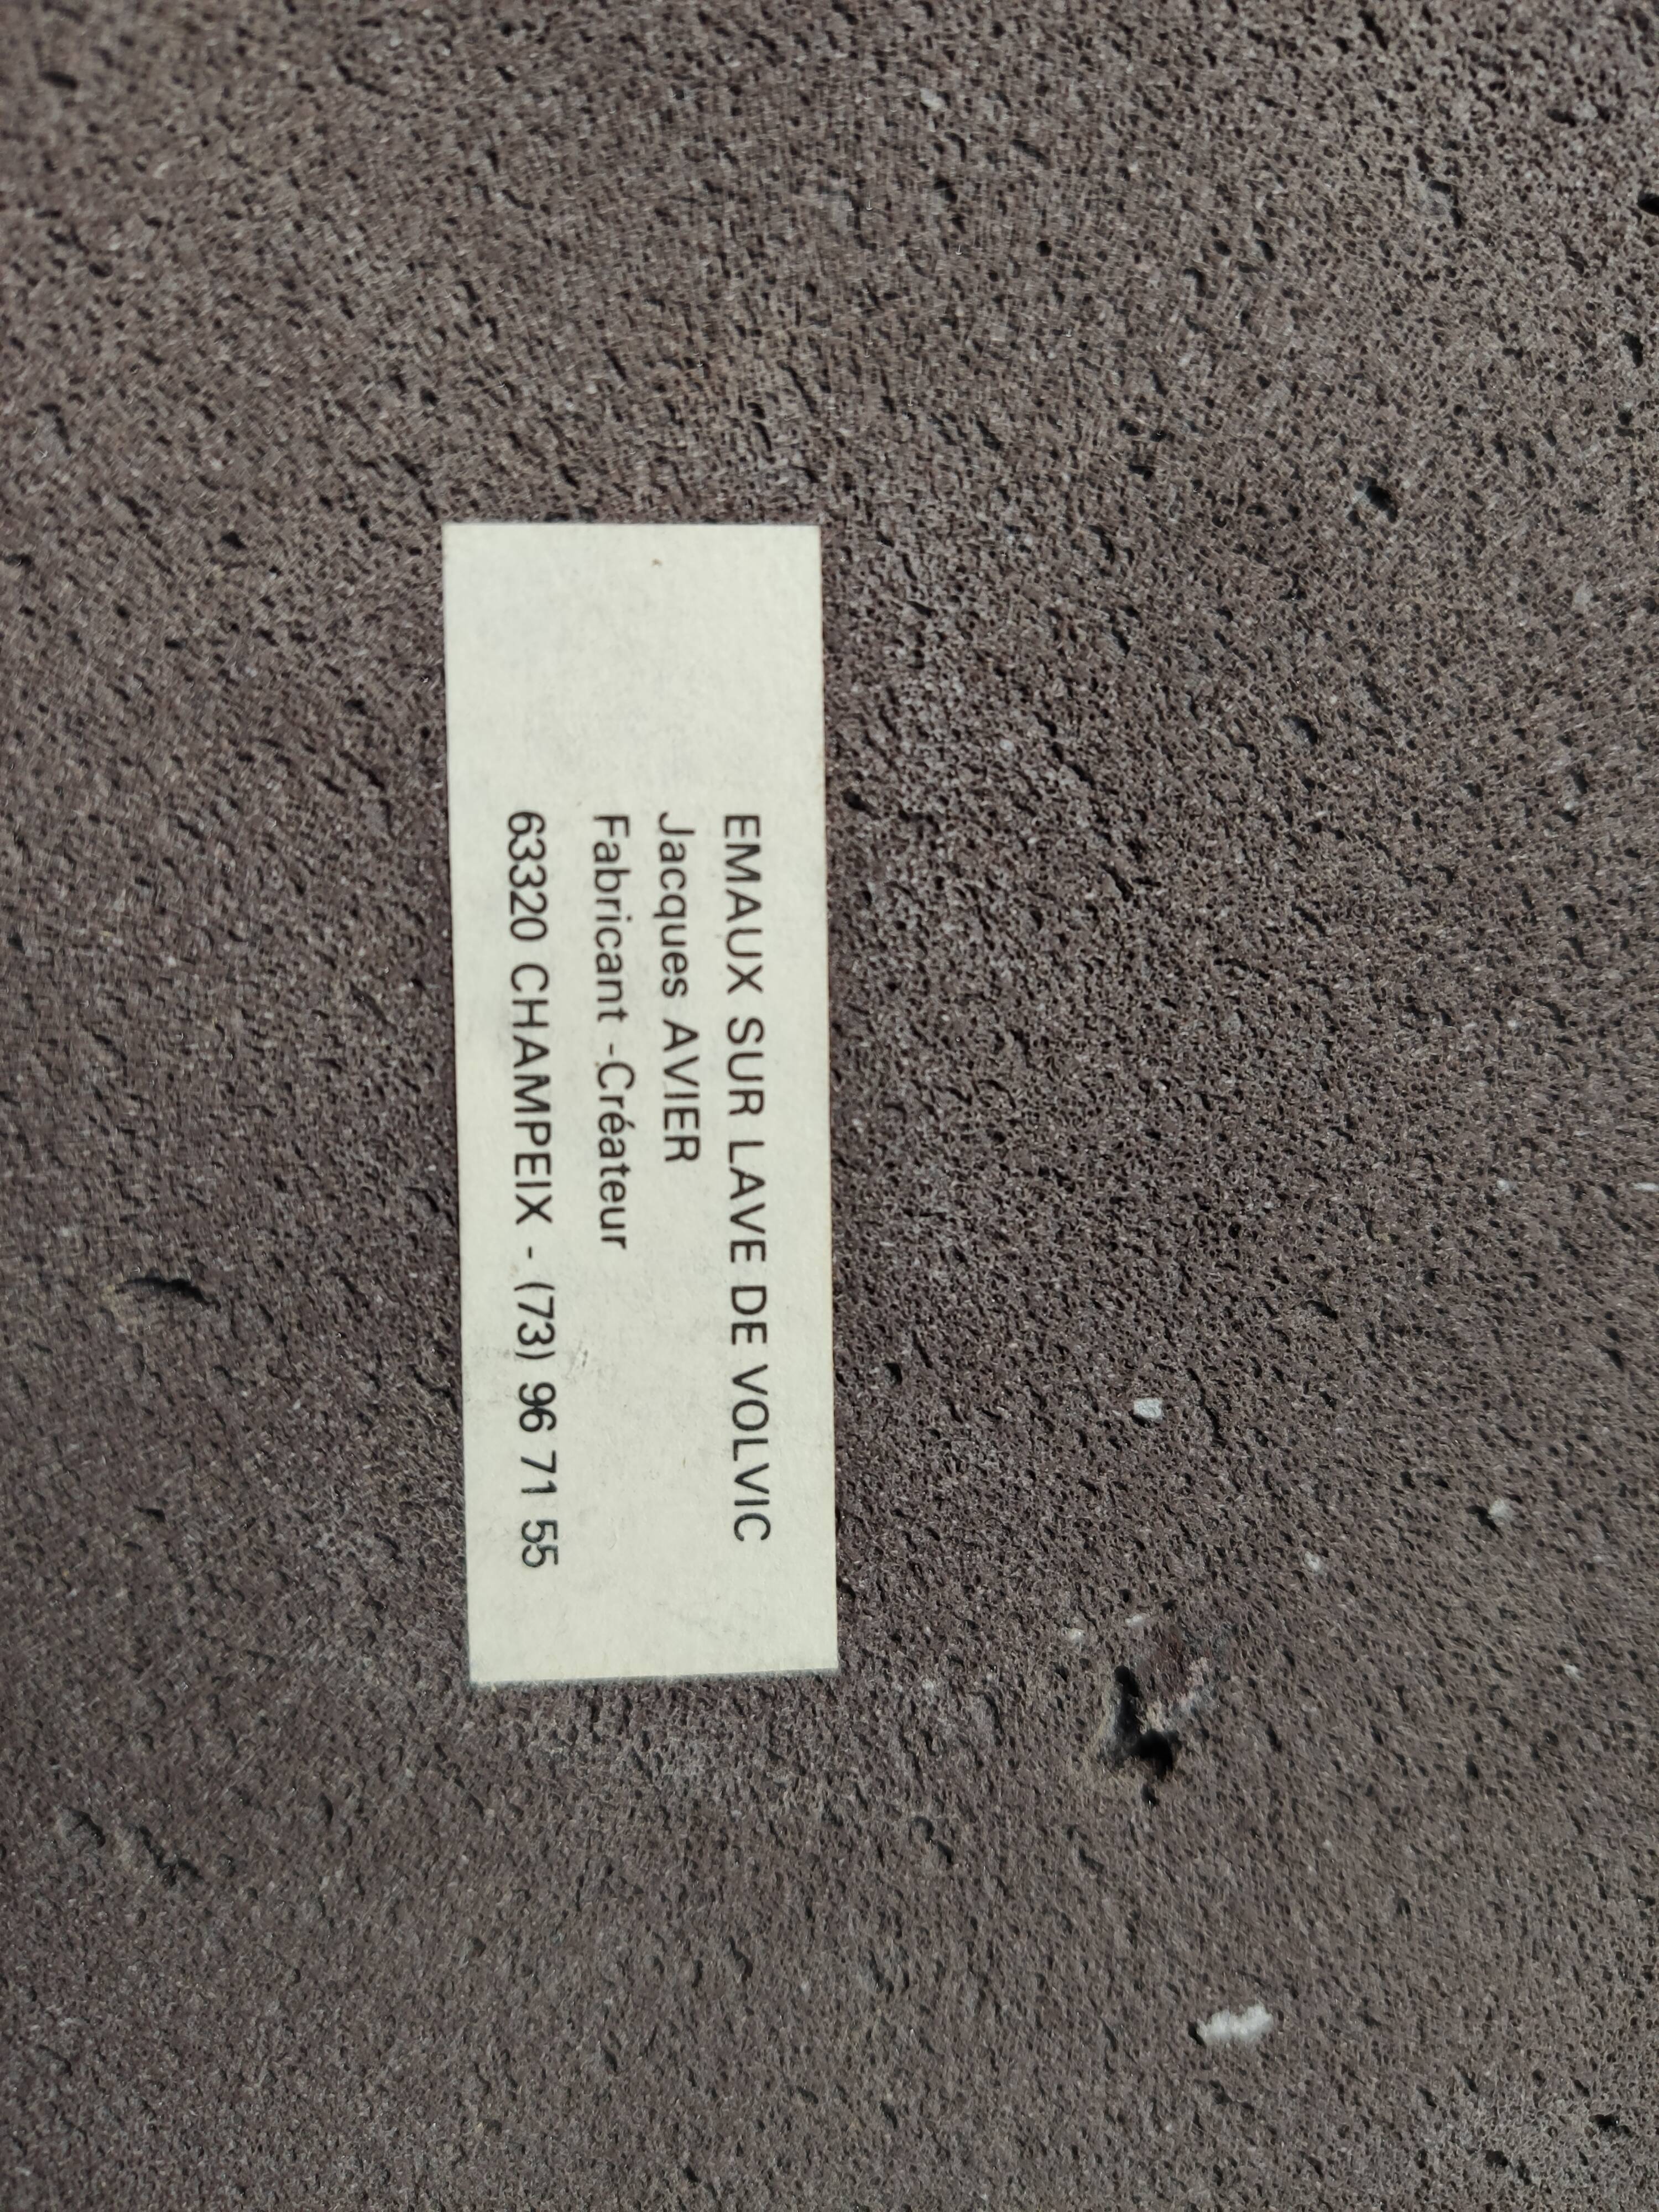 EMAUX SUR LAVE DE VOLVIC
Jacques AVIER
Fabricant -Créateur
63320 CHAMPEIX - (73) 96 71 55